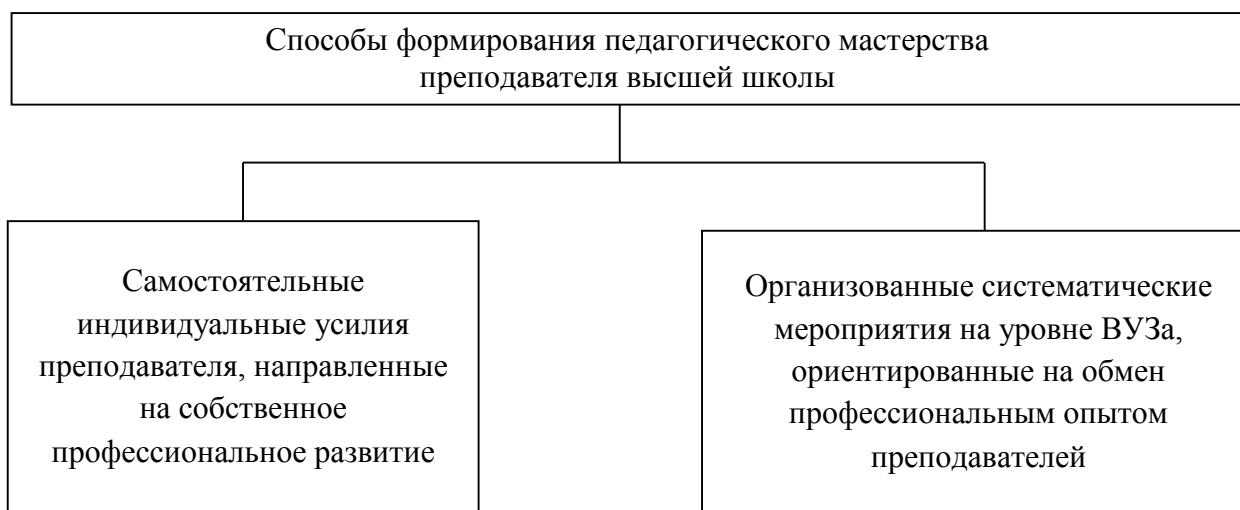 Способы формирования педагогического мастерства
преподавателя высшей школы
Самостоятельные
индивидуальные усилия
преподавателя, направленные
на собственное
профессиональное развитие
Организованные систематические
мероприятия на уровне ВУЗа,
ориентированные на обмен
профессиональным опытом
преподавателей